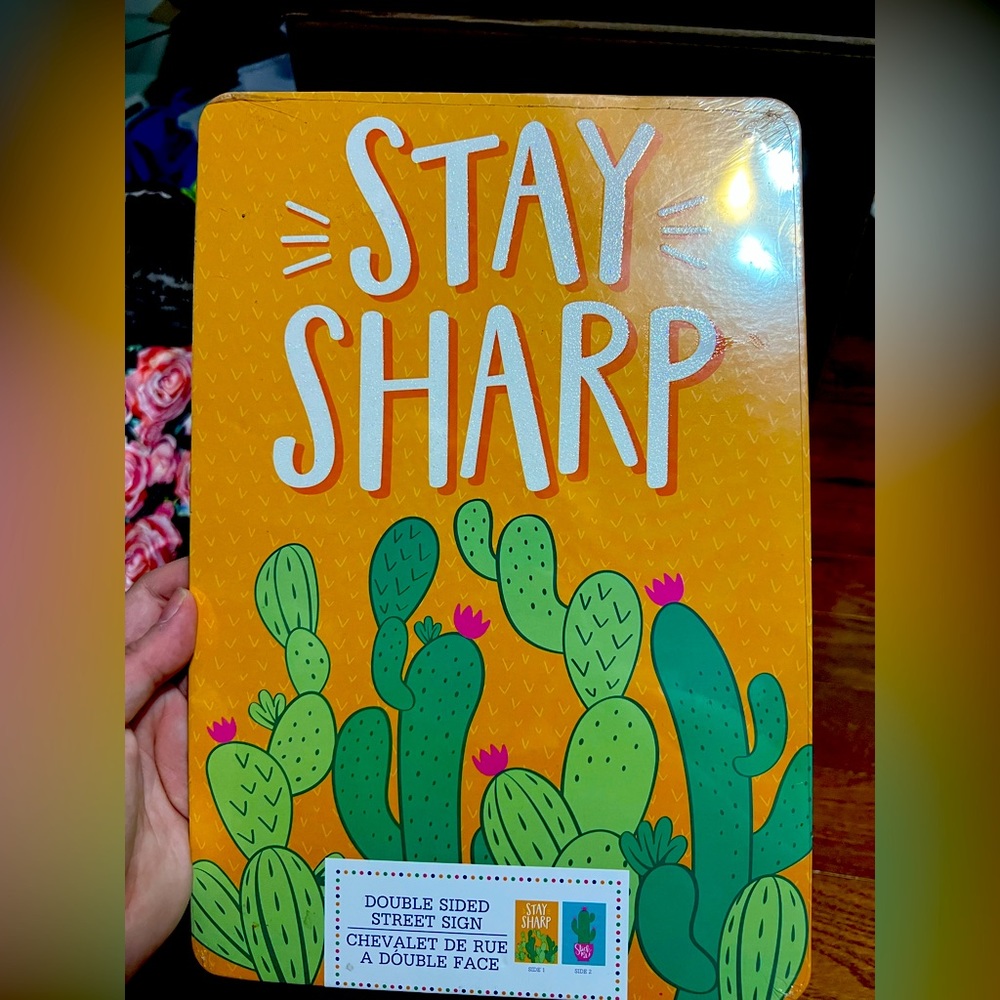 STAY
SHARP
DOUBLE SIDED
STREET SIGN
CHEVALET DE RUE
A DOUBLE FACE
STAY
SHARP
SIDE 1
SIDE 2